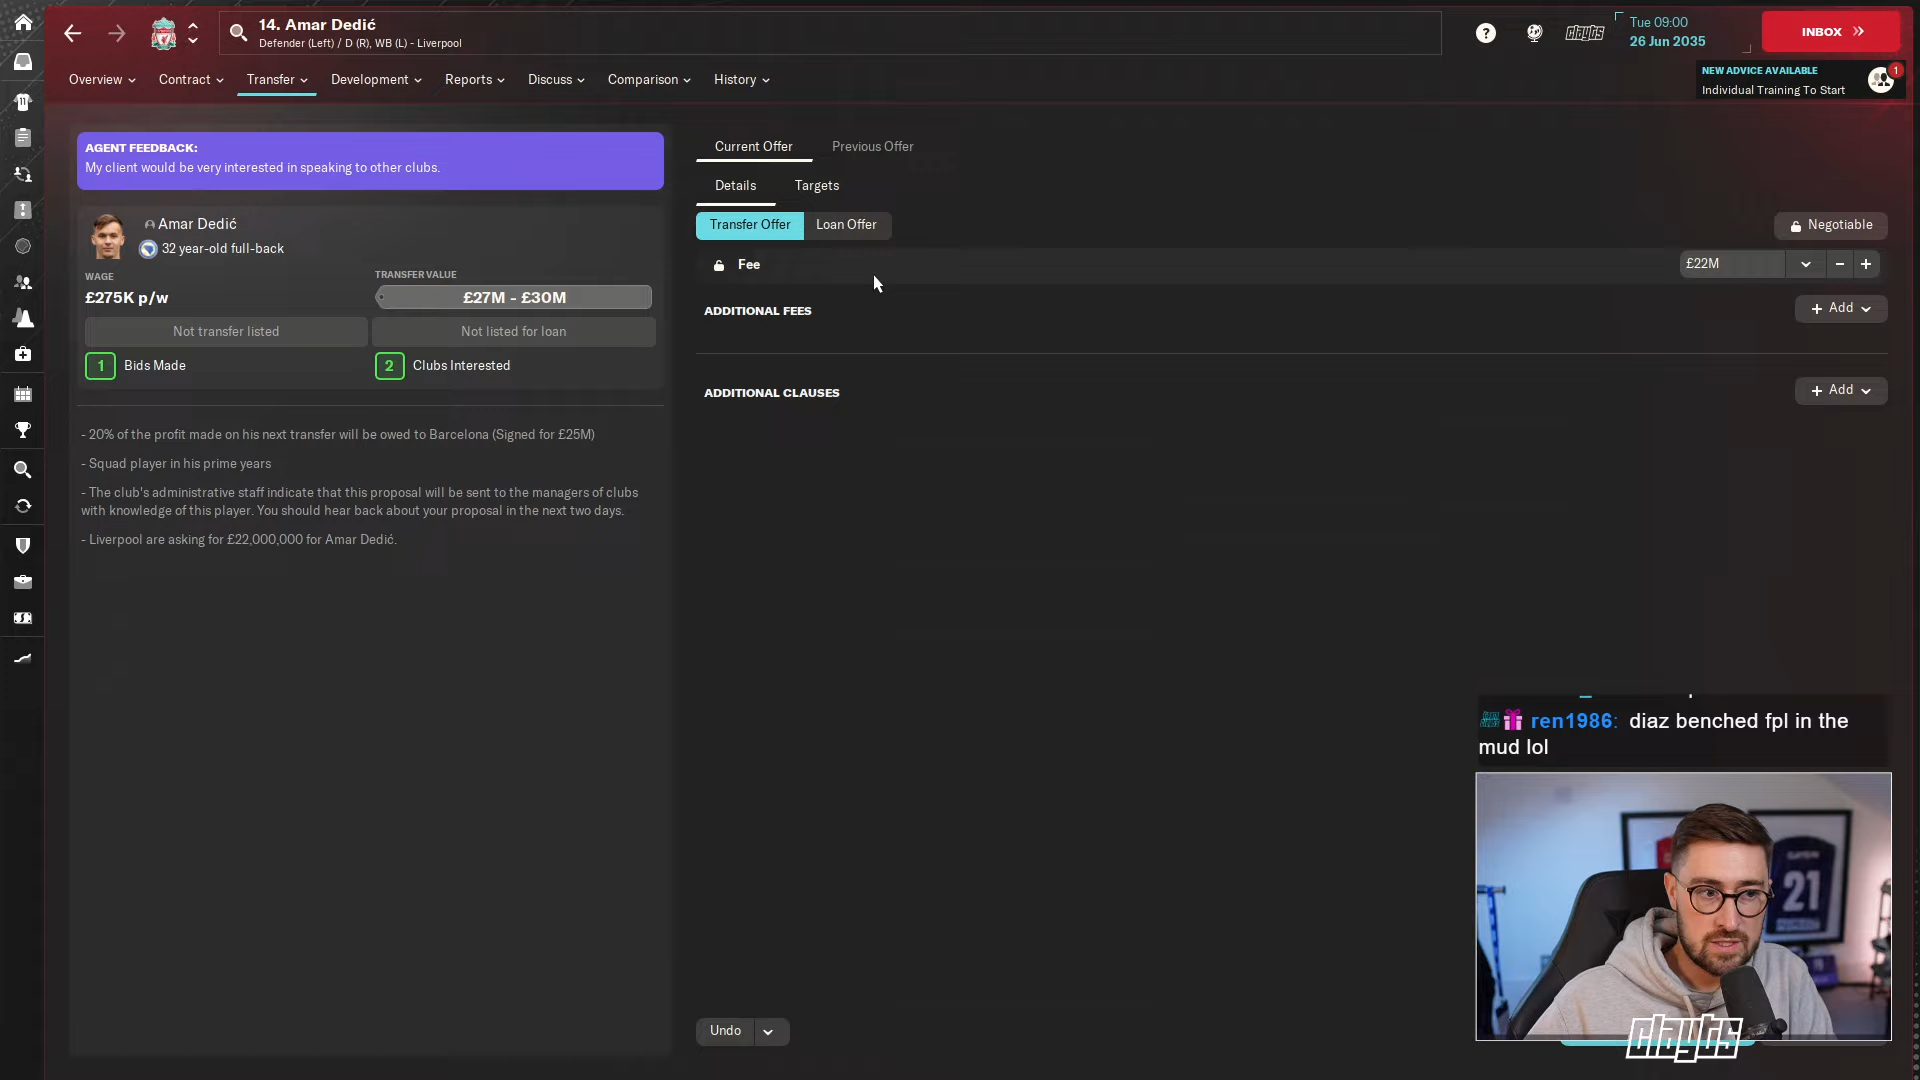 14. Amar Dedić
Defender (Left) / D (R), WB (L) - Liverpool
Tue 09:00
26 Jun 2035
INBOX
Overview
Contract
Transfer
Development
Reports
Discuss
Comparison
History
NEW ADVICE AVAILABLE
Individual Training To Start
1
AGENT FEEDBACK:
My client would be very interested in speaking to other clubs.
Amar Dedić
32 year-old full-back
WAGE
£275K p/w
TRANSFER VALUE
£27M - £30M
Not transfer listed
Not listed for loan
1 Bids Made
2 Clubs Interested
- 20% of the profit made on his next transfer will be owed to Barcelona (Signed for £25M)
- Squad player in his prime years
- The club's administrative staff indicate that this proposal will be sent to the managers of clubs
with knowledge of this player. You should hear back about your proposal in the next two days.
- Liverpool are asking for £22,000,000 for Amar Dedić.
Current Offer
Previous Offer
Details
Targets
Transfer Offer
Loan Offer
Negotiable
Fee
£22M
ADDITIONAL FEES
+ Add
ADDITIONAL CLAUSES
+ Add
Undo
ren1986: diaz benched fpl in the
mud lol
21
clayts